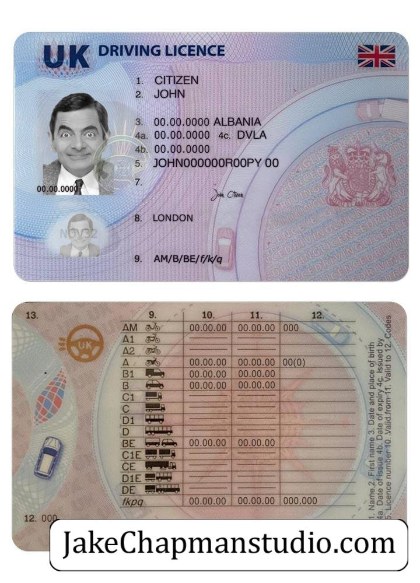 UK DRIVING LICENCE
1. CITIZEN
2. JOHN
3. 00.00.0000 ALBANIA
4a. 00.00.0000 4c. DVLA
4b. 00.00.0000
5. JOHN000000R00PY 00
7.
00.00.0000
8. LONDON
9. AM/B/BE/f/k/q
13. 9. 10. 11. 12.
UK
AM 00.00.00 00.00.00 000
A1
A2
A 00.00.00 00.00.00 00(0)
B1 00.00.00 00.00.00
B 00.00.00 00.00.00
C1
C
D1
D
BE 00.00.00 00.00.00
C1E
CE
D1E
DE
fkpq 00.00.00 00.00.00 000,000
12. 000
1. Name 2. First name 3. Date and place of birth
4a. Date of issue 4b. Date of expiry 4c. Issued by
5. Licence number 10. Valid from 11. Valid to 12. Codes
JakeChapmanstudio.com